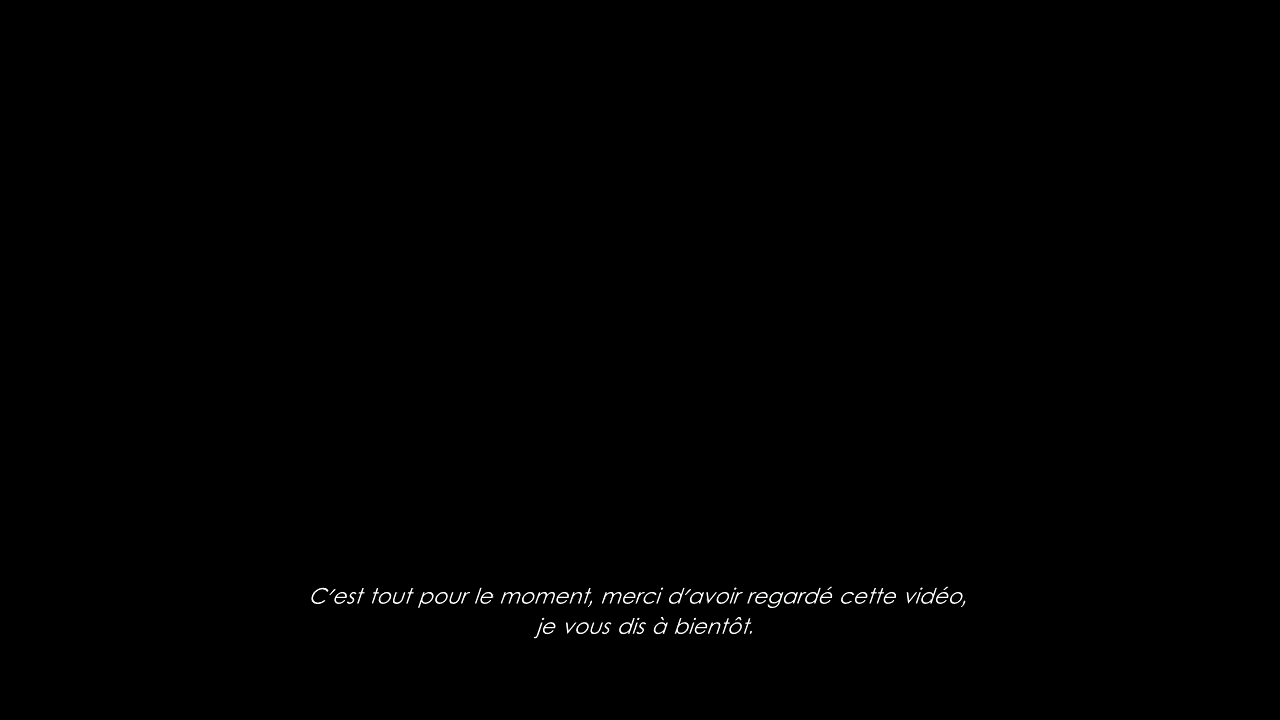 C'est tout pour le moment, merci d'avoir regardé cette vidéo,
je vous dis à bientôt.